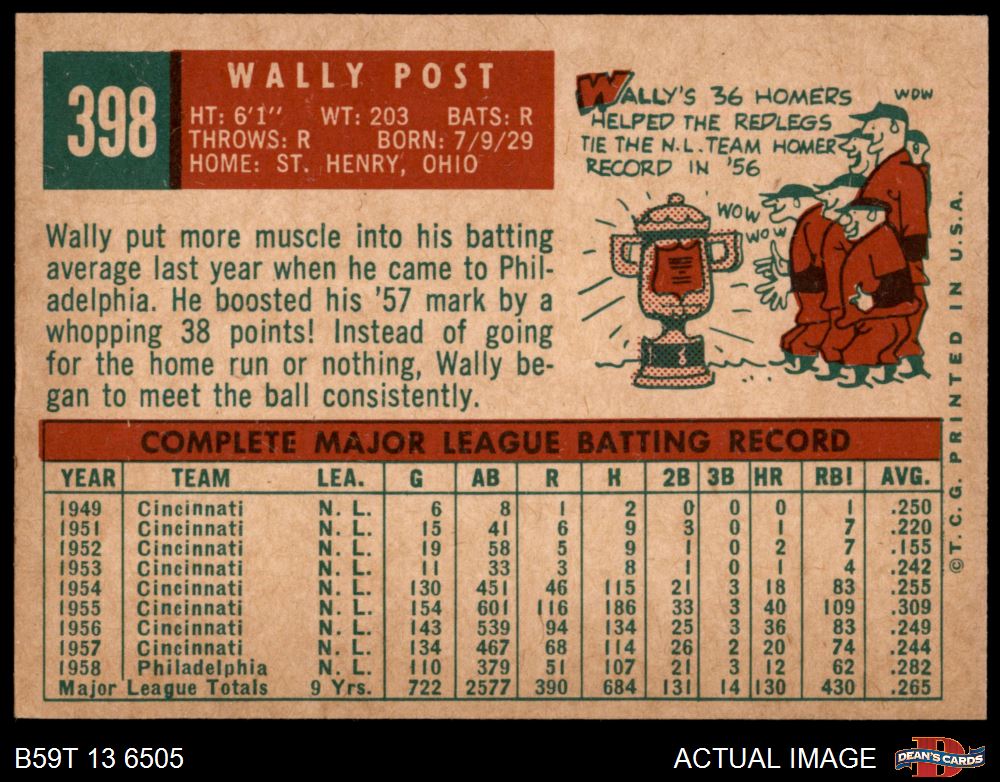 398
WALLY POST
HT: 6'1" WT: 203 BATS: R
THROWS: R BORN: 7/9/29
HOME: ST. HENRY, OHIO
WALLY'S 36 HOMERS
HELPED THE REDLEGS
TIE THE N.L. TEAM HOMER
RECORD IN '56
WOW
WOW
WOW
Wally put more muscle into his batting
average last year when he came to Phil-
adelphia. He boosted his '57 mark by a
whopping 38 points! Instead of going
for the home run or nothing, Wally be-
gan to meet the ball consistently.
COMPLETE MAJOR LEAGUE BATTING RECORD
YEAR TEAM LEA. G AB R H 2B 3B HR RBI AVG.
1949 Cincinnati N. L. 6 8 1 2 0 0 0 1 .250
1951 Cincinnati N. L. 15 41 6 9 3 0 1 7 .220
1952 Cincinnati N. L. 19 58 5 9 1 0 2 7 .155
1953 Cincinnati N. L. 11 33 3 8 1 0 1 4 .242
1954 Cincinnati N. L. 130 451 46 115 21 3 18 83 .255
1955 Cincinnati N. L. 154 601 116 186 33 3 40 109 .309
1956 Cincinnati N. L. 143 539 94 134 25 3 36 83 .249
1957 Cincinnati N. L. 134 467 68 114 26 2 20 74 .244
1958 Philadelphia N. L. 110 379 51 107 21 3 12 62 .282
Major League Totals 9 Yrs. 722 2577 390 684 131 14 130 430 .265
©T. C. G. PRINTED IN U.S.A.
B59T 13 6505
ACTUAL IMAGE
D
DEAN'S CARDS